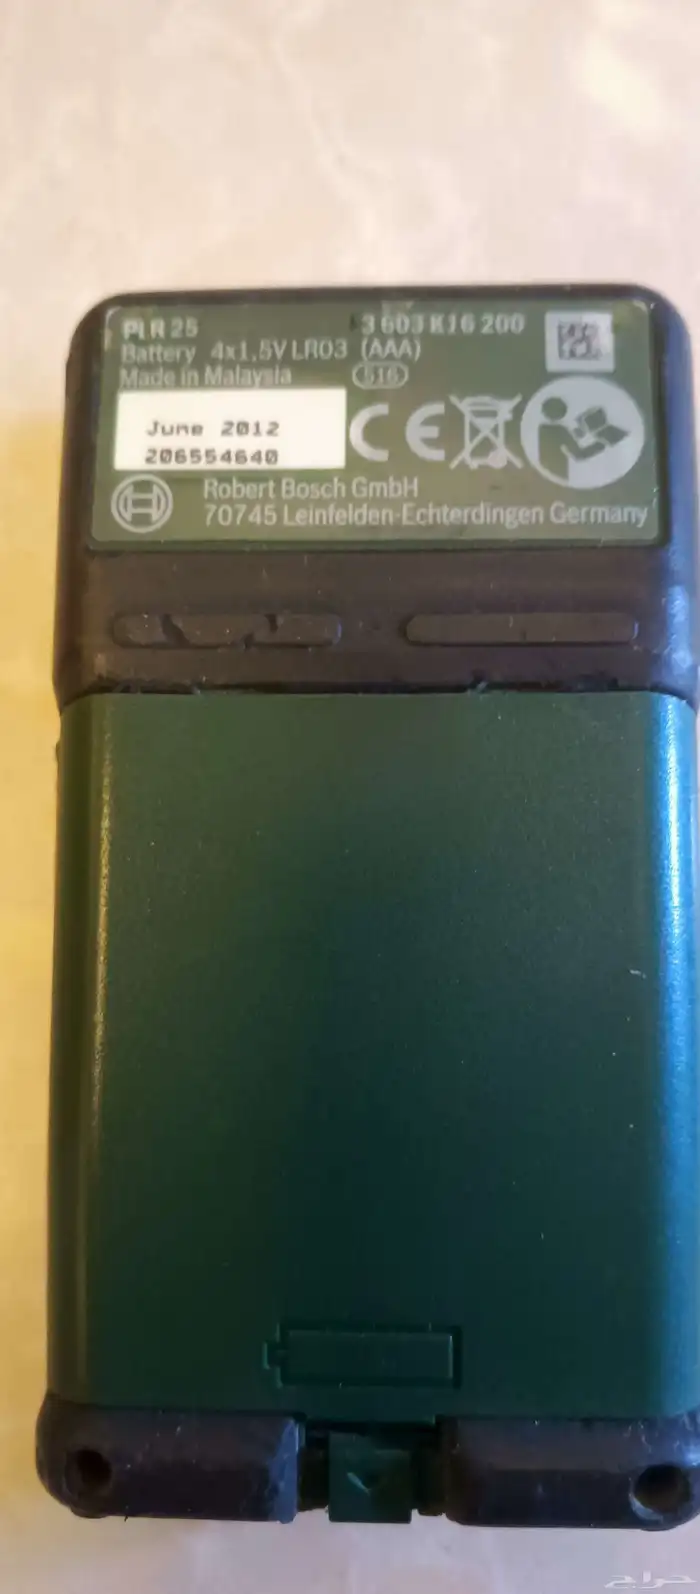 PLR 25 3 603 K16 200
Battery 4x1,5V LR03 (AAA)
Made in Malaysia 516
June 2012
206554640
CE
Robert Bosch GmbH
70745 Leinfelden-Echterdingen Germany
حراج